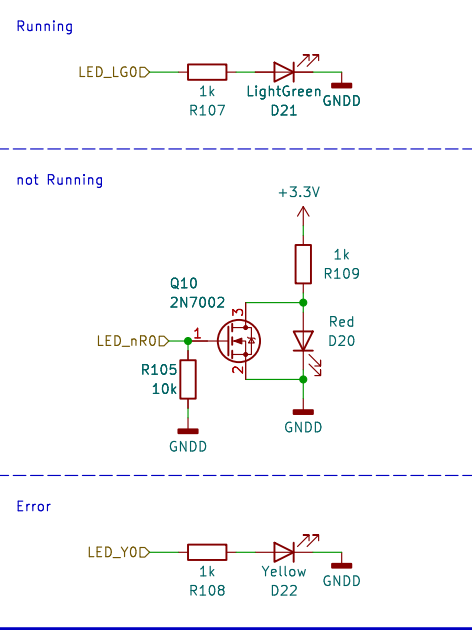 Running
LED_LG0
1k
R107
LightGreen
D21
GNDD
not Running
+3.3V
1k
R109
Q10
2N7002
3
Red
D20
LED_nR0
1
2
R105
10k
GNDD
GNDD
Error
LED_Y0
1k
R108
Yellow
D22
GNDD